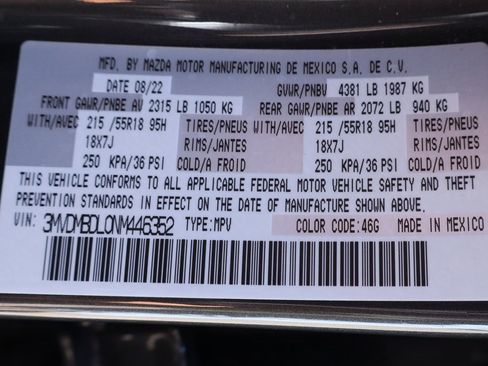 MFD. BY MAZDA MOTOR MANUFACTURING DE MEXICO S.A. DE C.V.
DATE 08/22 GVWR/PNBV 4381 LB 1987 KG
FRONT GAWR/PNBE AV 2315 LB 1050 KG REAR GAWR/PNBE AR 2072 LB 940 KG
WITH/AVEC 215 /55R18 95H TIRES/PNEUS WITH/AVEC 215 /55R18 95H TIRES/PNEUS
18X7J RIMS/JANTES 18X7J RIMS/JANTES
250 KPA/36 PSI COLD/A FROID 250 KPA/36 PSI COLD/A FROID
THIS VEHICLE CONFORMS TO ALL APPLICABLE FEDERAL MOTOR VEHICLE SAFETY AND THEFT
PREVENTION STANDARDS IN EFFECT ON THE DATE OF MANUFACTURE SHOWN ABOVE.
VIN: 3MVDMBDL0NM446352 TYPE:MPV COLOR CODE:46G MADE IN MEXICO